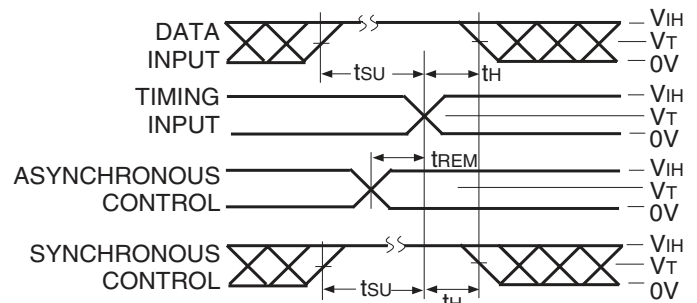 DATA INPUT
tSU
tH
VIH
VT
0V
TIMING INPUT
VIH
VT
0V
ASYNCHRONOUS CONTROL
tREM
VIH
VT
0V
SYNCHRONOUS CONTROL
tSU
tH
VIH
VT
0V